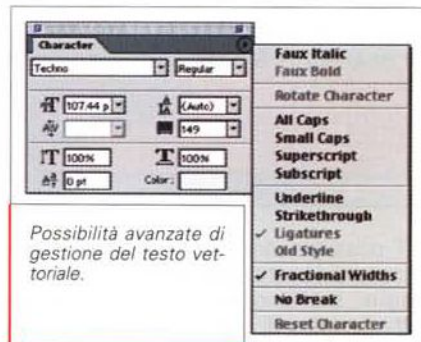 Character
Techno Regular
107.44 p (Auto)
149
100% 100%
0 pt Color:
Faux Italic
Faux Bold
Rotate Character
All Caps
Small Caps
Superscript
Subscript
Underline
Strikethrough
✓ Ligatures
Old Style
✓ Fractional Widths
No Break
Reset Character
Possibilità avanzate di
gestione del testo vet-
toriale.